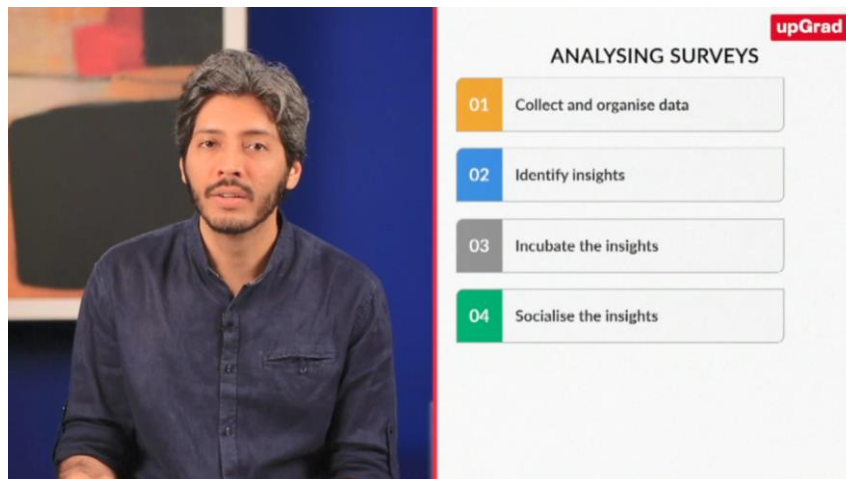 upGrad
ANALYSING SURVEYS
01 Collect and organise data
02 Identify insights
03 Incubate the insights
04 Socialise the insights